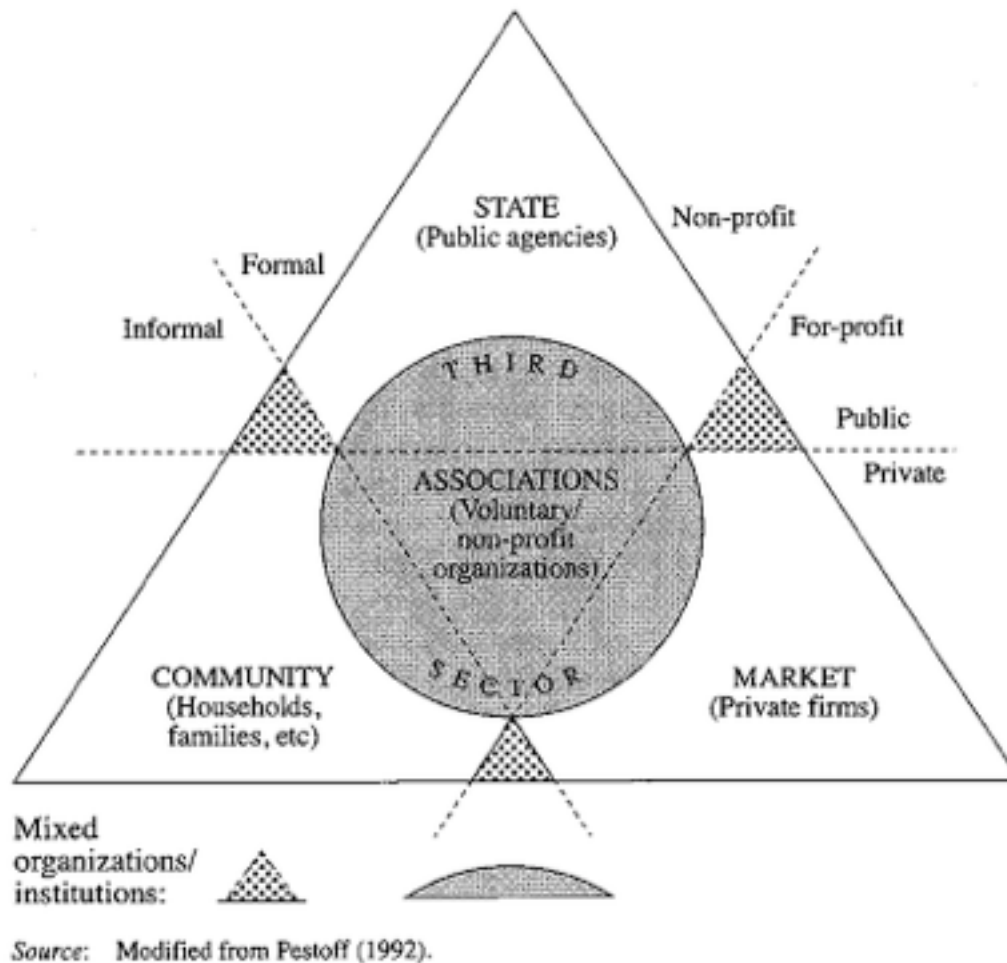 STATE
(Public agencies)
Non-profit
Formal
Informal
For-profit
THIRD
Public
Private
ASSOCIATIONS
(Voluntary/
non-profit
organizations)
SECTOR
COMMUNITY
(Households,
families, etc)
MARKET
(Private firms)
Mixed
organizations/
institutions:
Source: Modified from Pestoff (1992).